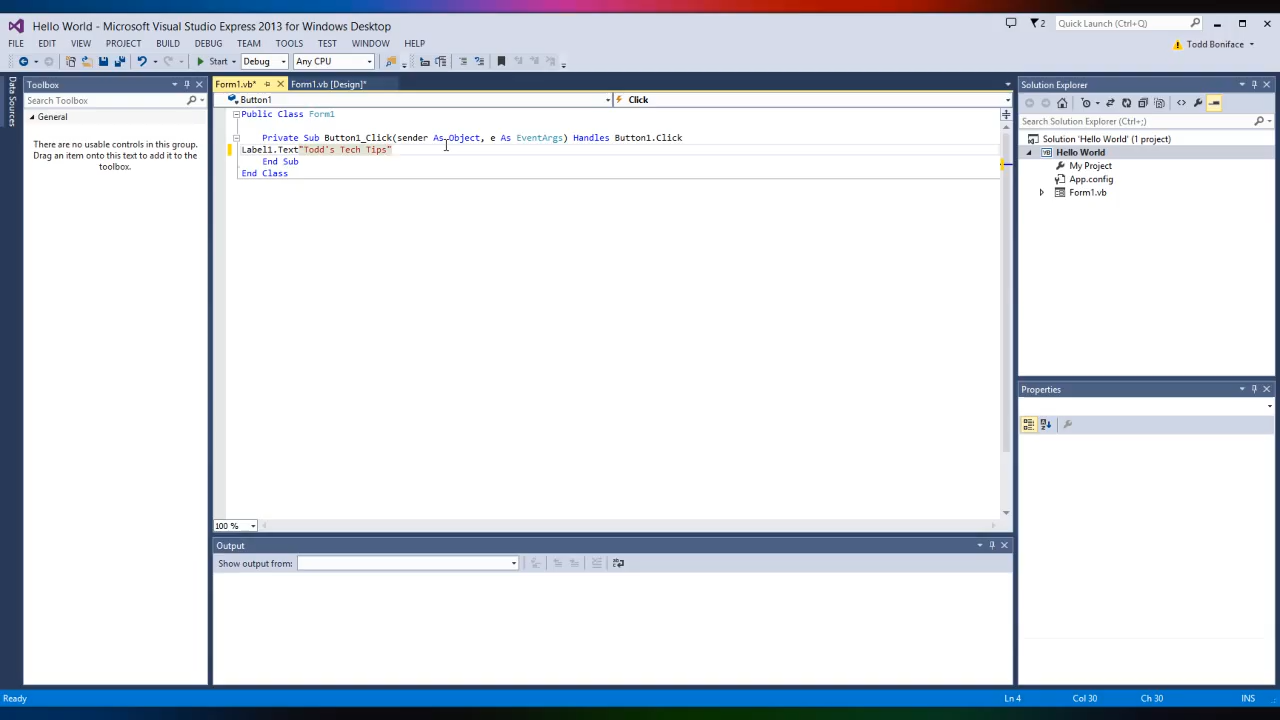 Hello World - Microsoft Visual Studio Express 2013 for Windows Desktop
2
Quick Launch (Ctrl+Q)
FILE EDIT VIEW PROJECT BUILD DEBUG TEAM TOOLS TEST WINDOW HELP
Todd Boniface
Start Debug Any CPU
Data Sources
Toolbox
Search Toolbox
General
There are no usable controls in this group. Drag an item onto this text to add it to the toolbox.
Form1.vb* Form1.vb [Design]*
Button1 Click
Public Class Form1
Private Sub Button1_Click(sender As Object, e As EventArgs) Handles Button1.Click
Label1.Text"Todd's Tech Tips"
End Sub
End Class
100 %
Output
Show output from:
Solution Explorer
Search Solution Explorer (Ctrl+;)
Solution 'Hello World' (1 project)
VB Hello World
My Project
App.config
Form1.vb
Properties
Ready Ln 4 Col 30 Ch 30 INS